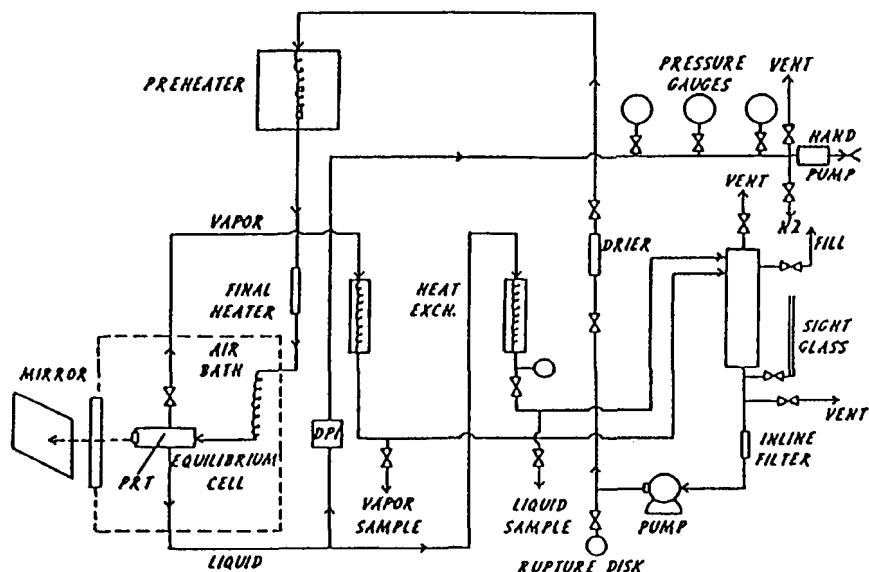 PREHEATER
PRESSURE
GAUGES
VENT
HAND
PUMP
VENT
N2
FILL
VAPOR
DRIER
FINAL
HEATER
HEAT
EXCH.
SIGHT
GLASS
AIR
BATH
MIRROR
VENT
DPI
EQUILIBRIUM
CELL
INLINE
FILTER
PRT
VAPOR
SAMPLE
LIQUID
SAMPLE
PUMP
LIQUID
RUPTURE DISK